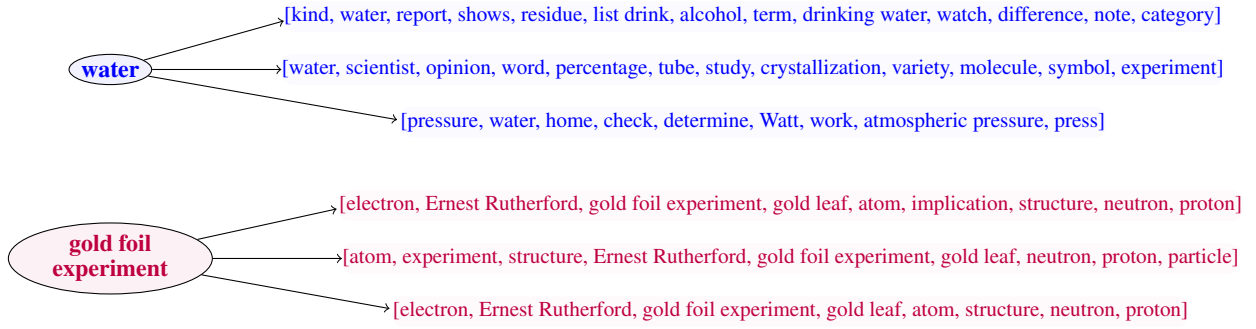 [kind, water, report, shows, residue, list drink, alcohol, term, drinking water, watch, difference, note, category]
water
[water, scientist, opinion, word, percentage, tube, study, crystallization, variety, molecule, symbol, experiment]
[pressure, water, home, check, determine, Watt, work, atmospheric pressure, press]
[electron, Ernest Rutherford, gold foil experiment, gold leaf, atom, implication, structure, neutron, proton]
gold foil
experiment
[atom, experiment, structure, Ernest Rutherford, gold foil experiment, gold leaf, neutron, proton, particle]
[electron, Ernest Rutherford, gold foil experiment, gold leaf, atom, structure, neutron, proton]